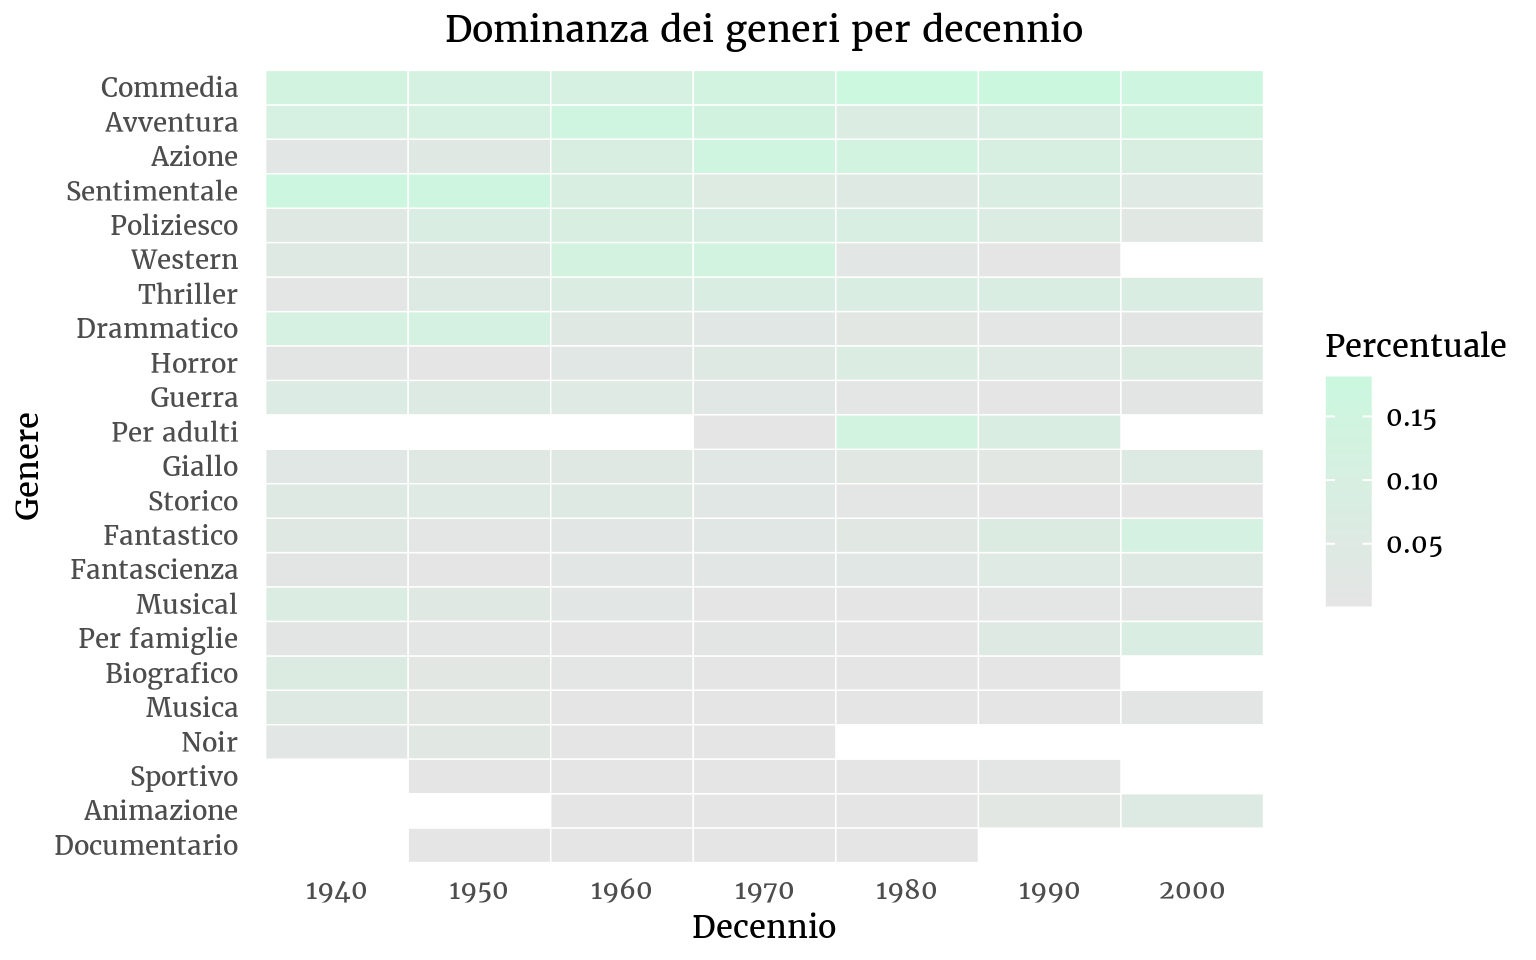 Dominanza dei generi per decennio
Genere
Commedia
Avventura
Azione
Sentimentale
Poliziesco
Western
Thriller
Drammatico
Horror
Guerra
Per adulti
Giallo
Storico
Fantastico
Fantascienza
Musical
Per famiglie
Biografico
Musica
Noir
Sportivo
Animazione
Documentario
1940 1950 1960 1970 1980 1990 2000
Decennio
Percentuale
0.15
0.10
0.05